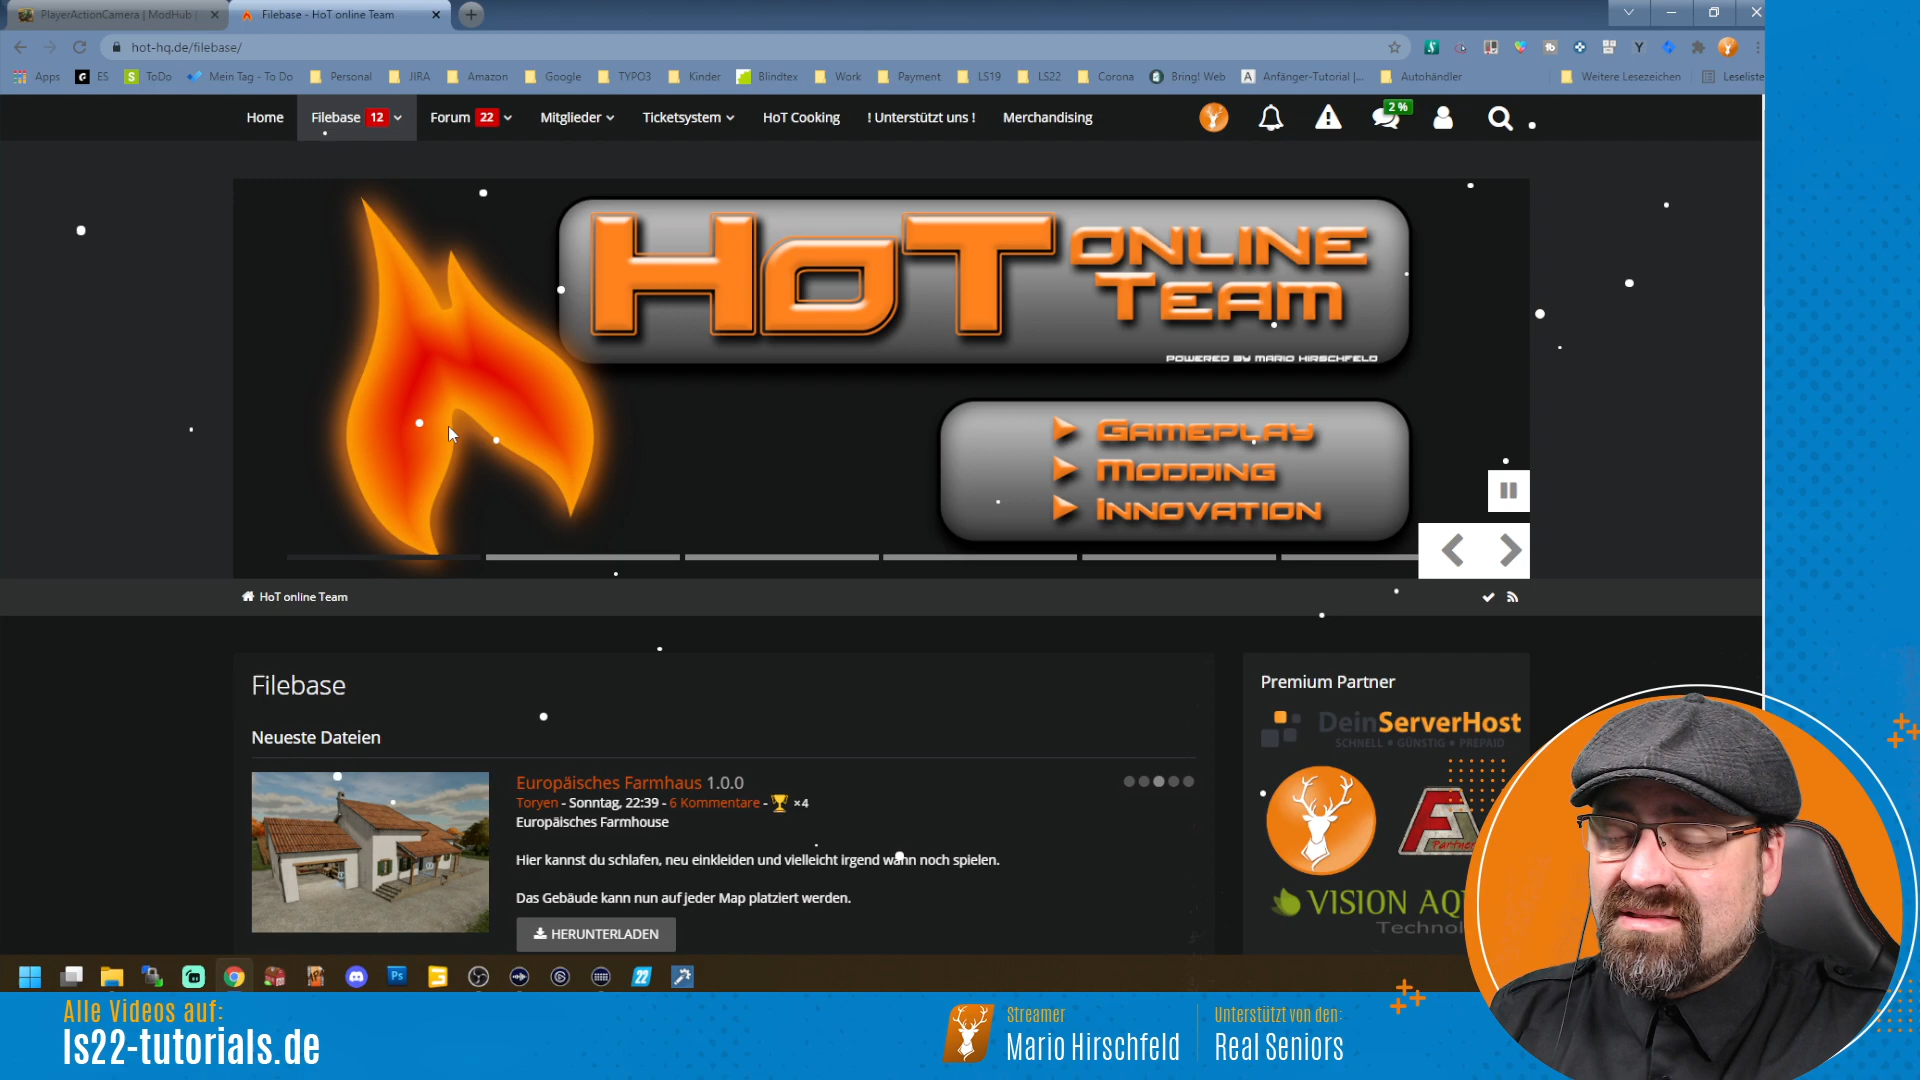 PlayerActionCamera | ModHub |
Filebase - HoT online Team
hot-hq.de/filebase/
Apps
ES
ToDo
Mein Tag - To Do
Personal
JIRA
Amazon
Google
TYPO3
Kinder
Blindtex
Work
Payment
LS19
LS22
Corona
Bring! Web
Anfänger-Tutorial |...
Autohändler
Weitere Lesezeichen
Leseliste
Home
Filebase 12
Forum 22
Mitglieder
Ticketsystem
HoT Cooking
! Unterstützt uns !
Merchandising
2 %
HoT ONLINE
TEAM
POWERED BY MARIO HIRSCHFELD
GAMEPLAY
MODDING
INNOVATION
HoT online Team
Filebase
Neueste Dateien
Europäisches Farmhaus 1.0.0
Toryen - Sonntag, 22:39 - 6 Kommentare - ×4
Europäisches Farmhouse
Hier kannst du schlafen, neu einkleiden und vielleicht irgend wann noch spielen.
Das Gebäude kann nun auf jeder Map platziert werden.
HERUNTERLADEN
Premium Partner
DeinServerHost
SCHNELL • GÜNSTIG • PREPAID
Partner
VISION AQ
Technol
Ps
22
Alle Videos auf:
ls22-tutorials.de
Streamer
Mario Hirschfeld
Unterstützt von den:
Real Seniors